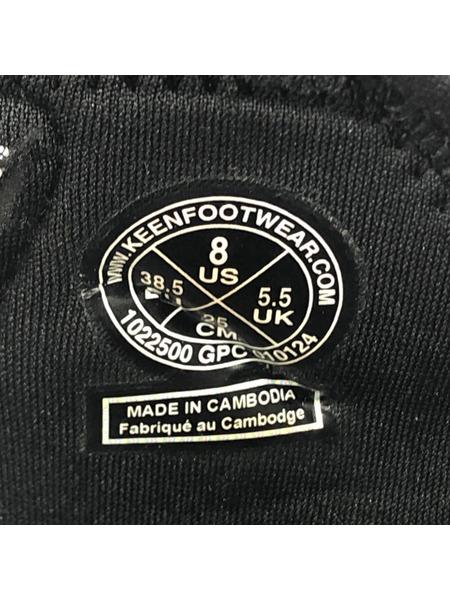 WWW.KEENFOOTWEAR.COM
8
US
38.5
5.5
UK
25
CM
1022500 GPC 010124
MADE IN CAMBODIA
Fabriqué au Cambodge